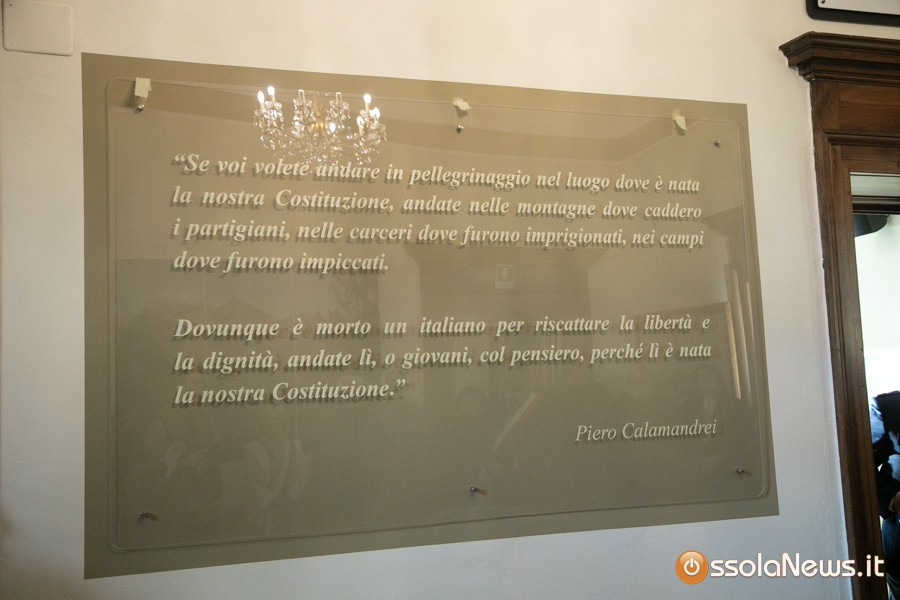 “Se voi volete andare in pellegrinaggio nel luogo dove è nata
la nostra Costituzione, andate nelle montagne dove caddero
i partigiani, nelle carceri dove furono imprigionati, nei campi
dove furono impiccati.
Dovunque è morto un italiano per riscattare la libertà e
la dignità, andate lì, o giovani, col pensiero, perché lì è nata
la nostra Costituzione.”
Piero Calamandrei
OssolaNews.it